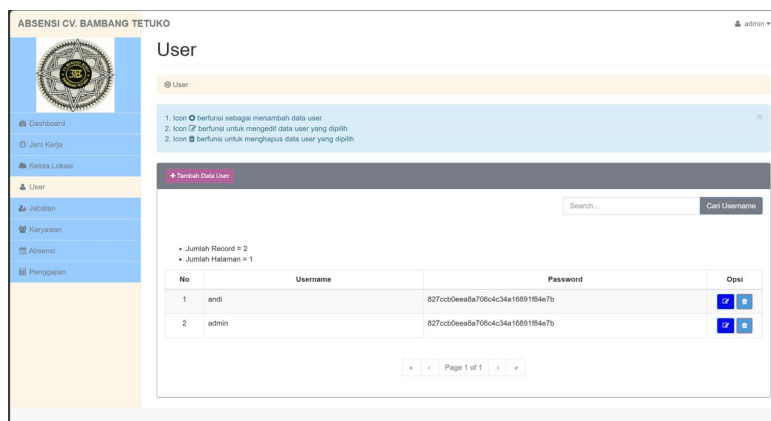 ABSENSI CV. BAMBANG TETUKO
admin
User
User
1. Icon berfunsi sebagai menambah data user
2. Icon berfunsi untuk mengedit data user yang dipilih
2. Icon berfunsi untuk menghapus data user yang dipilih
×
Dashboard
Jam Kerja
Kelola Lokasi
User
Jabatan
Karyawan
Absensi
Penggajian
+ Tambah Data User
Search...
Cari Username
• Jumlah Record = 2
• Jumlah Halaman = 1
No Username Password Opsi
1 andi 827ccb0eea8a706c4c34a16891f84e7b
2 admin 827ccb0eea8a706c4c34a16891f84e7b
« ‹ Page 1 of 1 › »